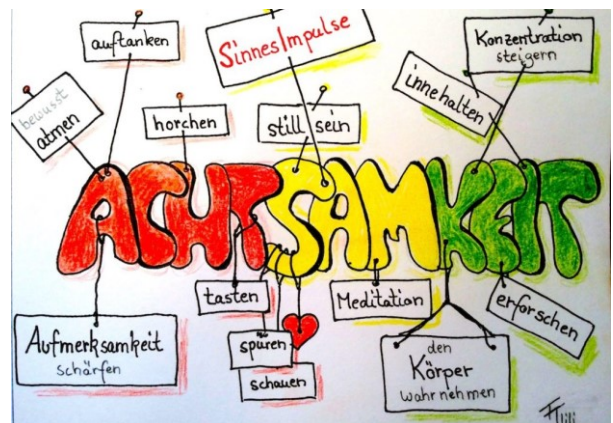 auftanken
SinnesImpulse
Konzentration
steigern
bewusst
atmen
horchen
still sein
innehalten
ACHTSAMKEIT
Aufmerksamkeit
schärfen
tasten
spüren
schauen
Meditation
den
Körper
wahrnehmen
erforschen